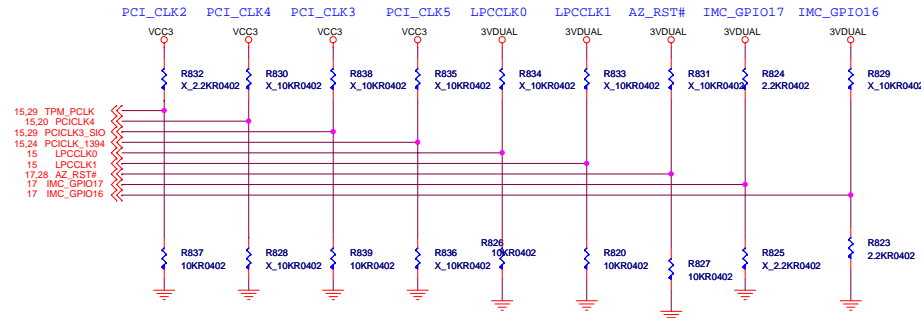 PCI_CLK2 PCI_CLK4 PCI_CLK3 PCI_CLK5 LPCCLK0 LPCCLK1 AZ_RST# IMC_GPIO17 IMC_GPIO16
VCC3 VCC3 VCC3 VCC3 3VDUAL 3VDUAL 3VDUAL 3VDUAL 3VDUAL
R832 R830 R838 R835 R834 R833 R831 R824 R829
X_2.2KR0402 X_10KR0402 X_10KR0402 X_10KR0402 X_10KR0402 X_10KR0402 X_10KR0402 2.2KR0402 X_10KR0402
15,29 TPM_PCLK
15,20 PCICLK4
15,29 PCICLK3_SIO
15,24 PCICLK_1394
15 LPCCLK0
15 LPCCLK1
17,28 AZ_RST#
17 IMC_GPIO17
17 IMC_GPIO16
R837 R828 R839 R836 R826 R820 R827 R825 R823
10KR0402 X_10KR0402 10KR0402 X_10KR0402 10KR0402 10KR0402 10KR0402 X_2.2KR0402 2.2KR0402